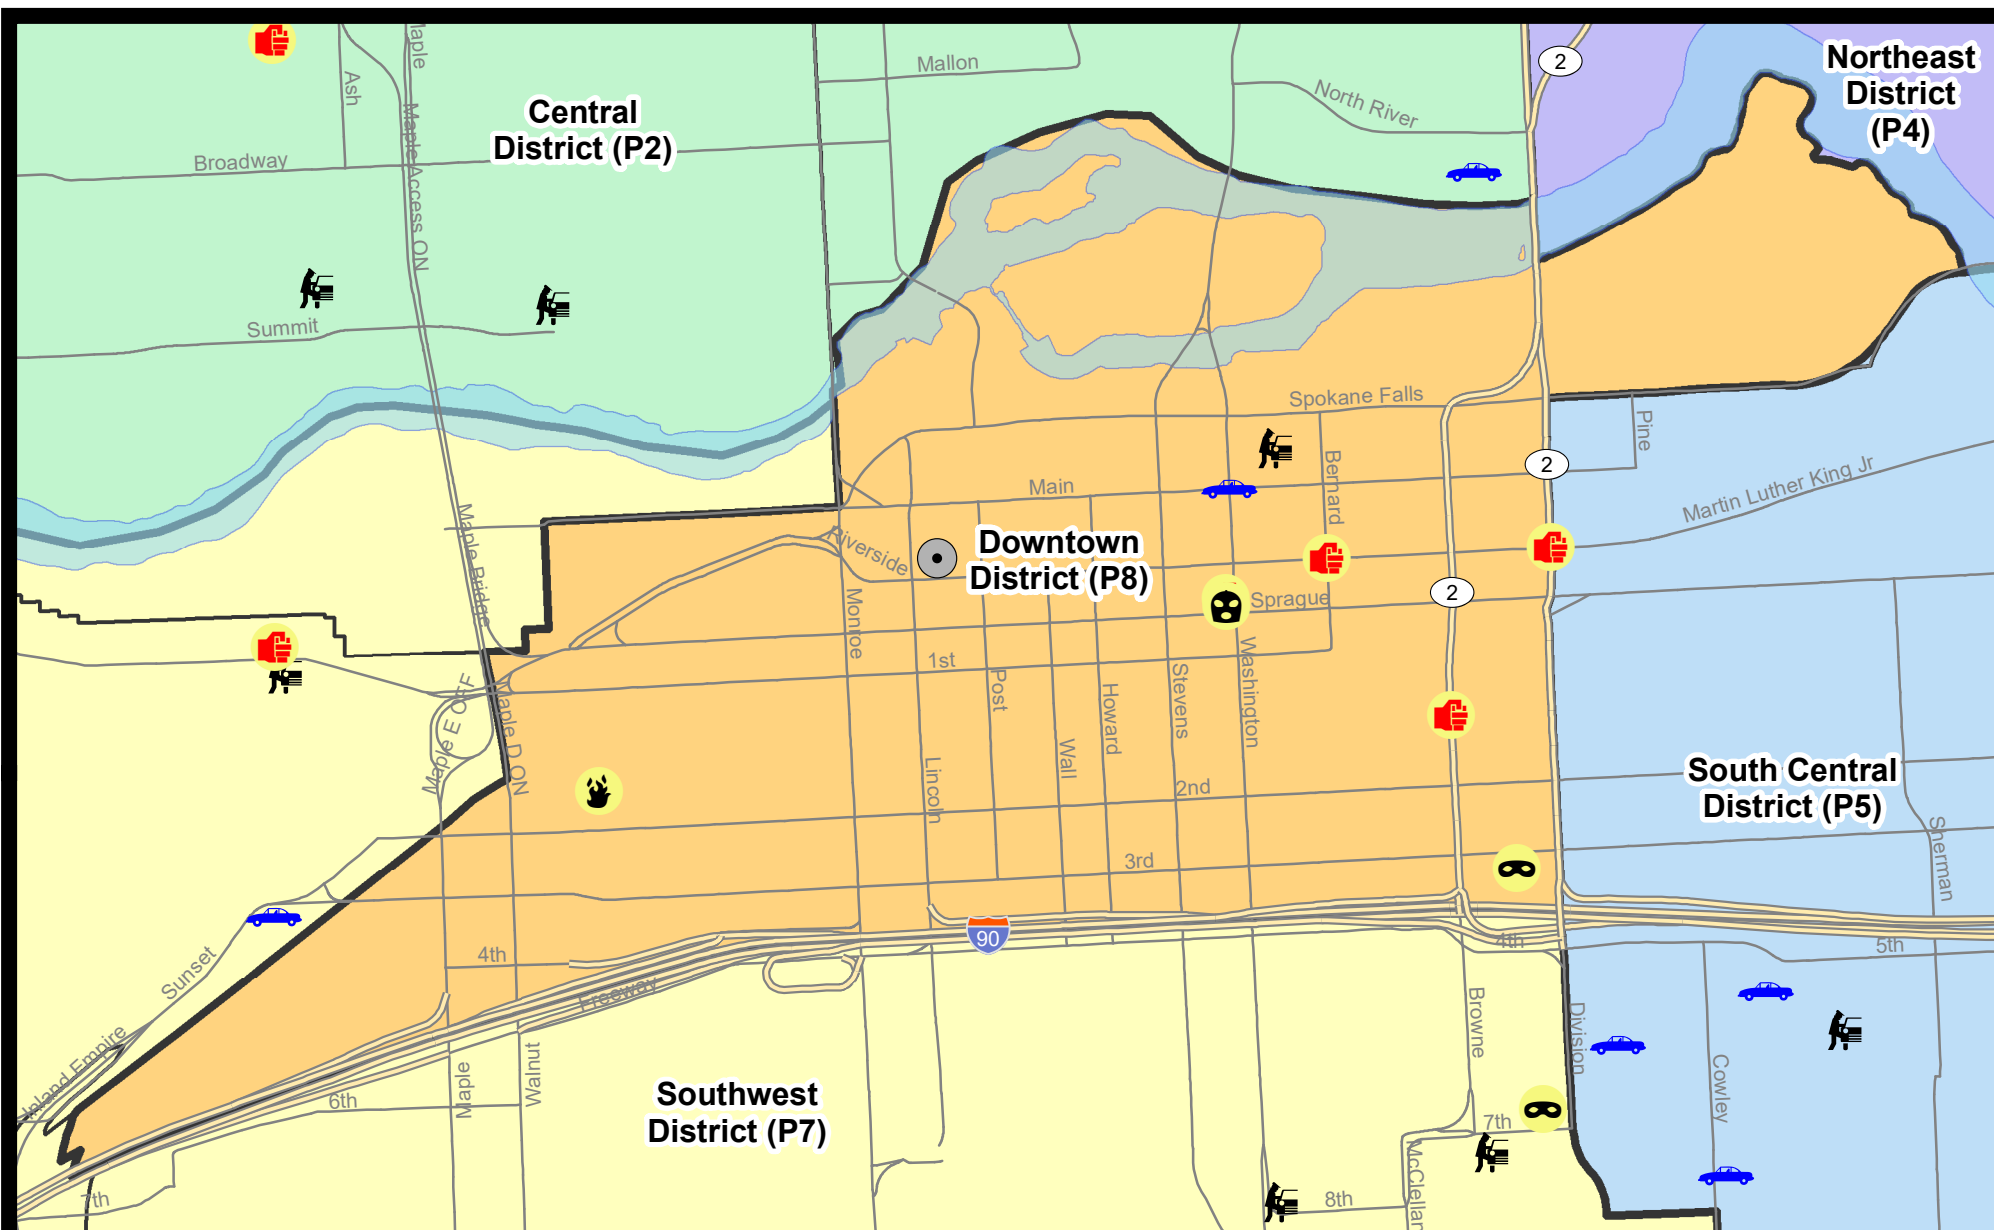 Maple
2
Northeast
District
(P4)
Mallon
Ash
North River
Central
District (P2)
Maple Access ON
Broadway
Summit
Spokane Falls
Pine
Bernard
2
Main
Martin Luther King Jr
Maple Bridge
Riverside
Downtown
District (P8)
2
Sprague
Monroe
1st
Washington
Post
Stevens
Howard
Maple E OFF
Maple D ON
Wall
Lincoln
2nd
South Central
District (P5)
Sherman
3rd
90
4th
4th
5th
Sunset
Freeway
Browne
Division
Inland Empire
Walnut
Maple
Cowley
6th
Southwest
District (P7)
7th
McClellan
7th
8th